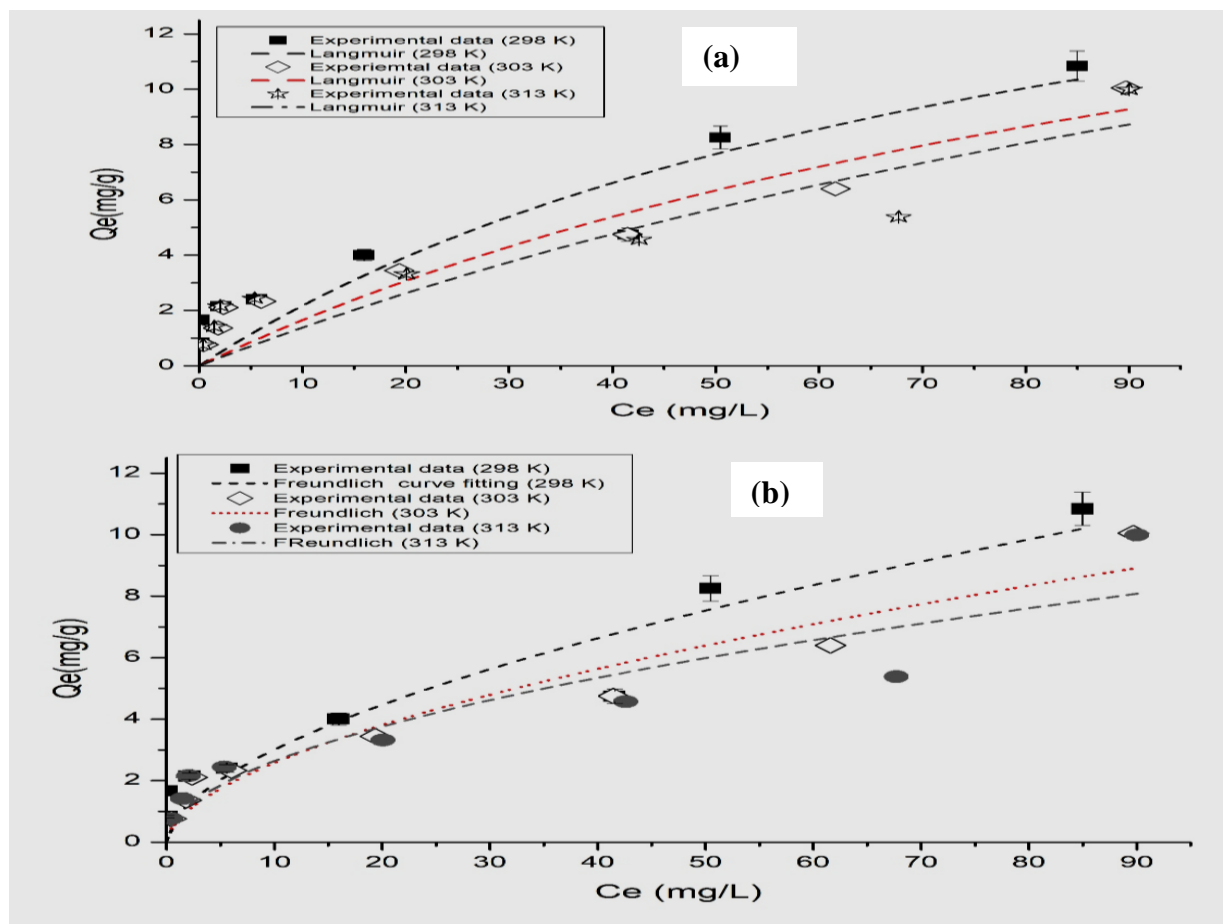 12
10
8
6
4
2
0
Qe(mg/g)
Experimental data (298 K)
Langmuir (298 K)
Experiemtal data (303 K)
Langmuir (303 K)
Experimental data (313 K)
Langmuir (313 K)
(a)
0 10 20 30 40 50 60 70 80 90
Ce (mg/L)
12
10
8
6
4
2
0
Qe(mg/g)
Experimental data (298 K)
Freundlich curve fitting (298 K)
Experimental data (303 K)
Freundlich (303 K)
Experimental data (313 K)
FReundlich (313 K)
(b)
0 10 20 30 40 50 60 70 80 90
Ce (mg/L)